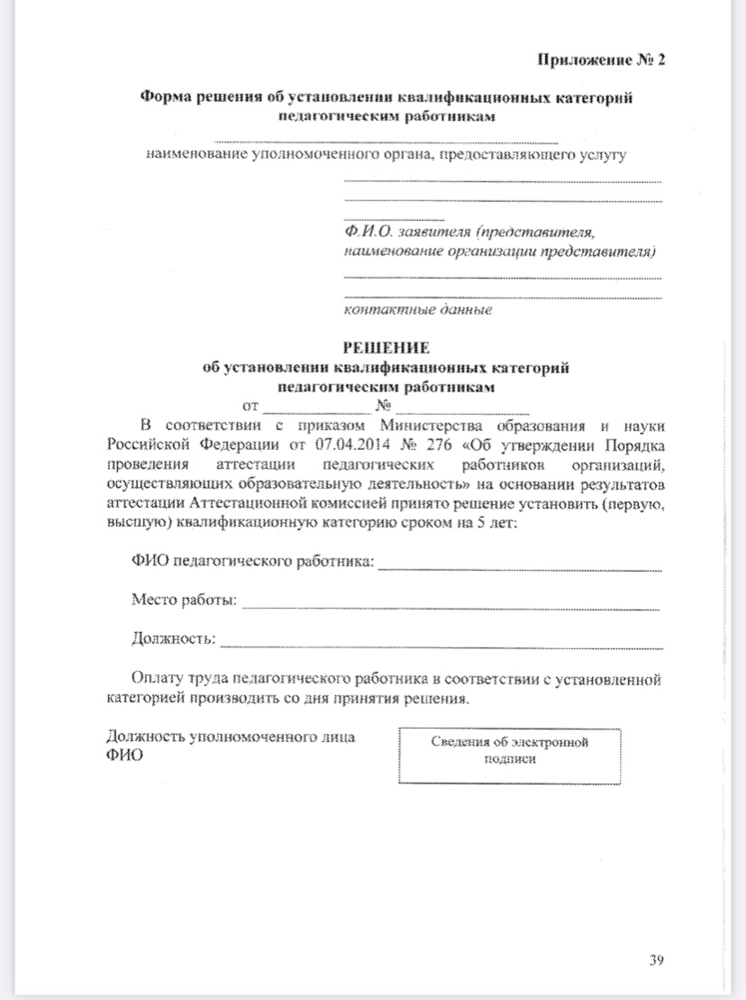 Приложение № 2
Форма решения об установлении квалификационных категорий
педагогическим работникам
наименование уполномоченного органа, предоставляющего услугу
Ф.И.О. заявителя (представителя,
наименование организации представителя)
контактные данные
РЕШЕНИЕ
об установлении квалификационных категорий
педагогическим работникам
от ____________ № ________________
В соответствии с приказом Министерства образования и науки
Российской Федерации от 07.04.2014 № 276 «Об утверждении Порядка
проведения аттестации педагогических работников организаций,
осуществляющих образовательную деятельность» на основании результатов
аттестации Аттестационной комиссией принято решение установить (первую,
высшую) квалификационную категорию сроком на 5 лет:
ФИО педагогического работника: ________________
Место работы: ________________
Должность: ________________
Оплату труда педагогического работника в соответствии с установленной
категорией производить со дня принятия решения.
Должность уполномоченного лица
ФИО
Сведения об электронной
подписи
39